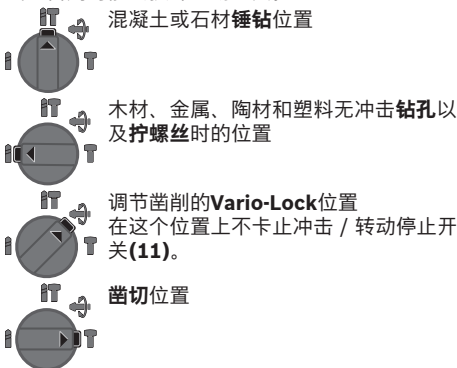 混凝土或石材锤钻位置
木材、金属、陶材和塑料无冲击钻孔以
及拧螺丝时的位置
调节凿削的Vario-Lock位置
在这个位置上不卡止冲击 / 转动停止开
关(11)。
凿切位置